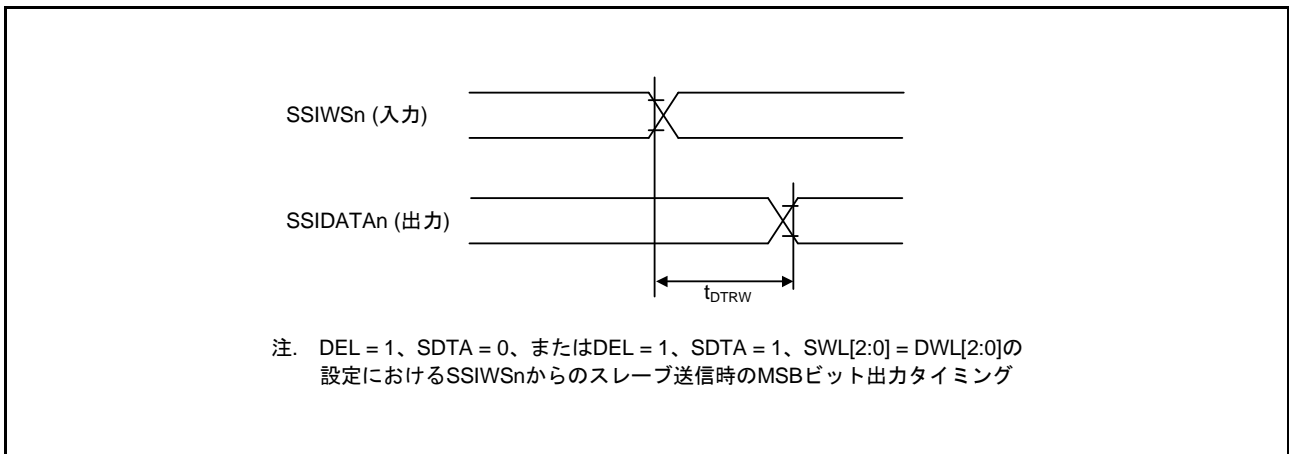 SSIWSn (入力)
SSIDATAn (出力)
tDTRW
注. DEL = 1、SDTA = 0、またはDEL = 1、SDTA = 1、SWL[2:0] = DWL[2:0]の
設定におけるSSIWSnからのスレーブ送信時のMSBビット出力タイミング